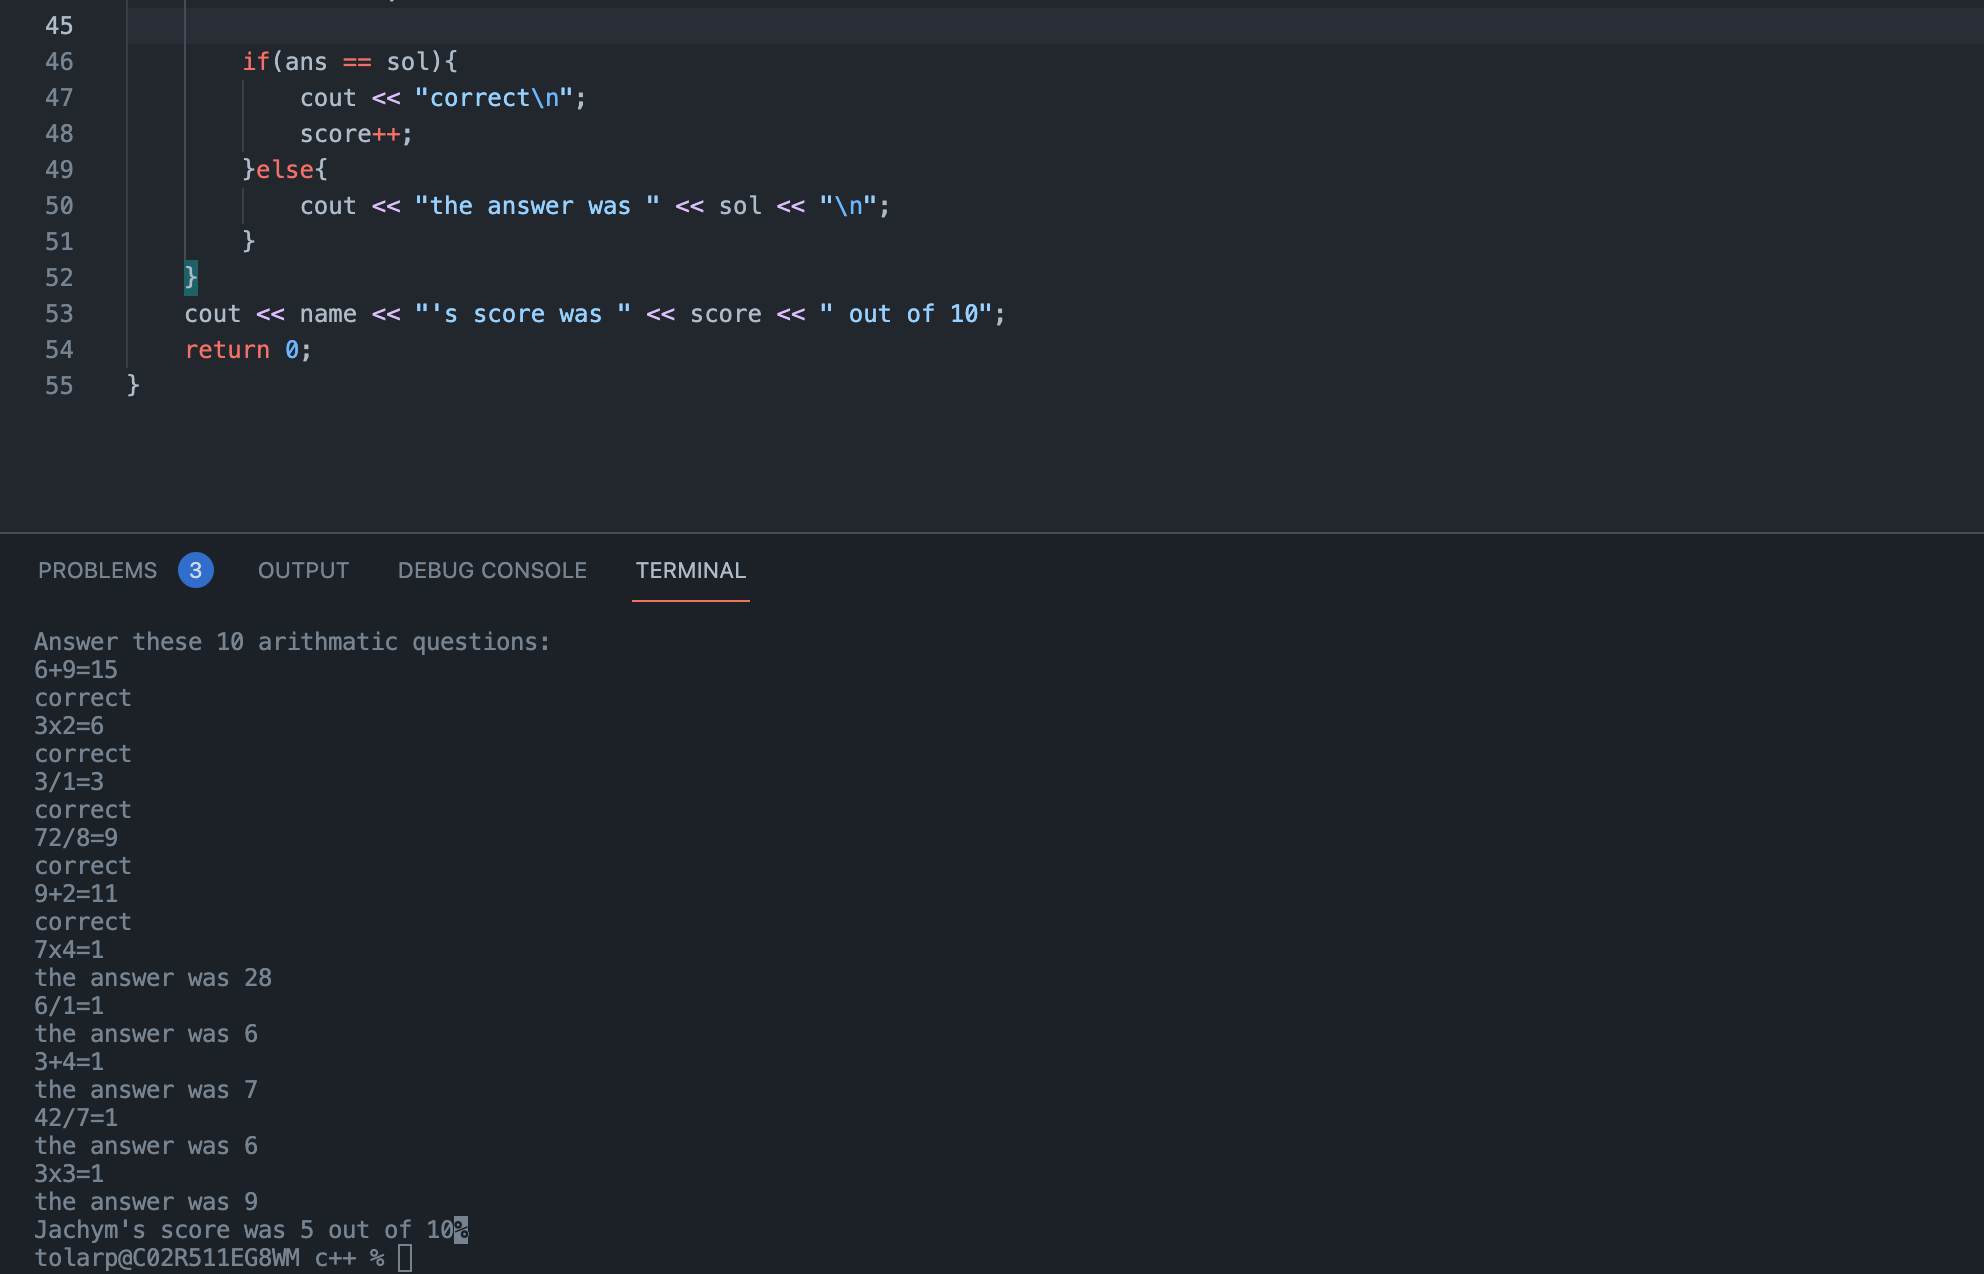 45
46 if(ans == sol){
47 cout << "correct\n";
48 score++;
49 }else{
50 cout << "the answer was " << sol << "\n";
51 }
52 }
53 cout << name << "'s score was " << score << " out of 10";
54 return 0;
55 }
PROBLEMS 3 OUTPUT DEBUG CONSOLE TERMINAL
Answer these 10 arithmatic questions:
6+9=15
correct
3x2=6
correct
3/1=3
correct
72/8=9
correct
9+2=11
correct
7x4=1
the answer was 28
6/1=1
the answer was 6
3+4=1
the answer was 7
42/7=1
the answer was 6
3x3=1
the answer was 9
Jachym's score was 5 out of 10%
tolarp@C02R511EG8WM c++ %